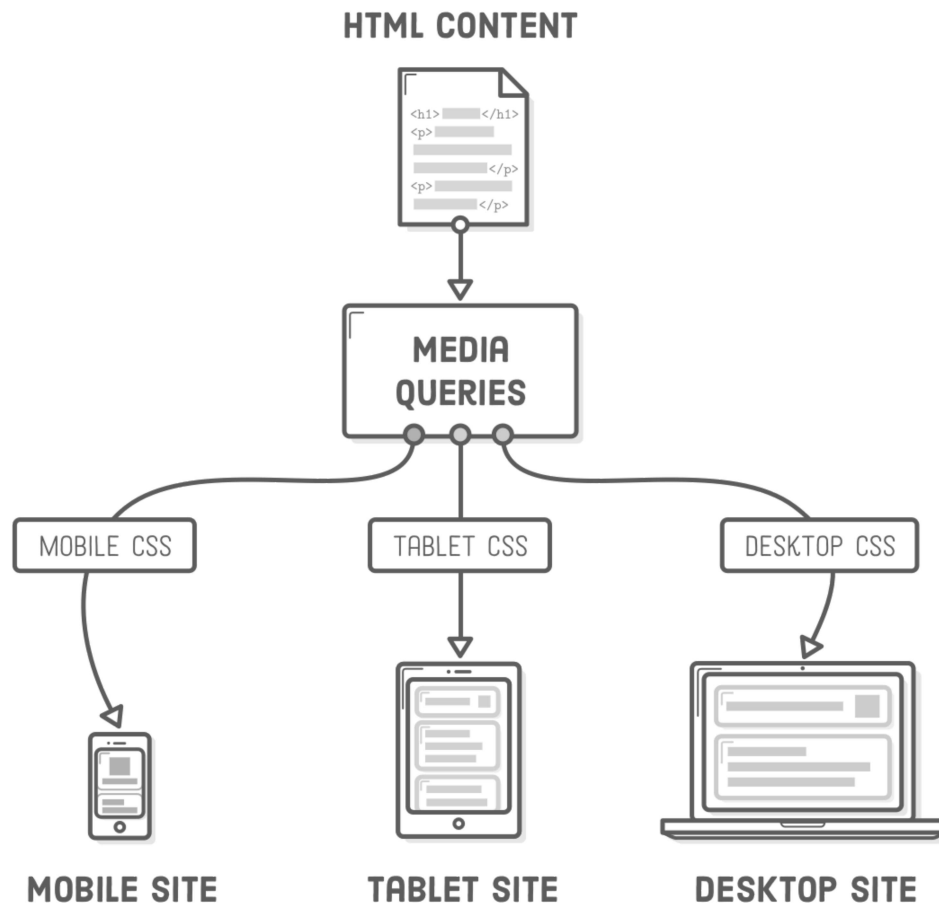 HTML CONTENT
<h1> </h1>
<p>
</p>
<p>
</p>
MEDIA
QUERIES
MOBILE CSS
TABLET CSS
DESKTOP CSS
MOBILE SITE
TABLET SITE
DESKTOP SITE